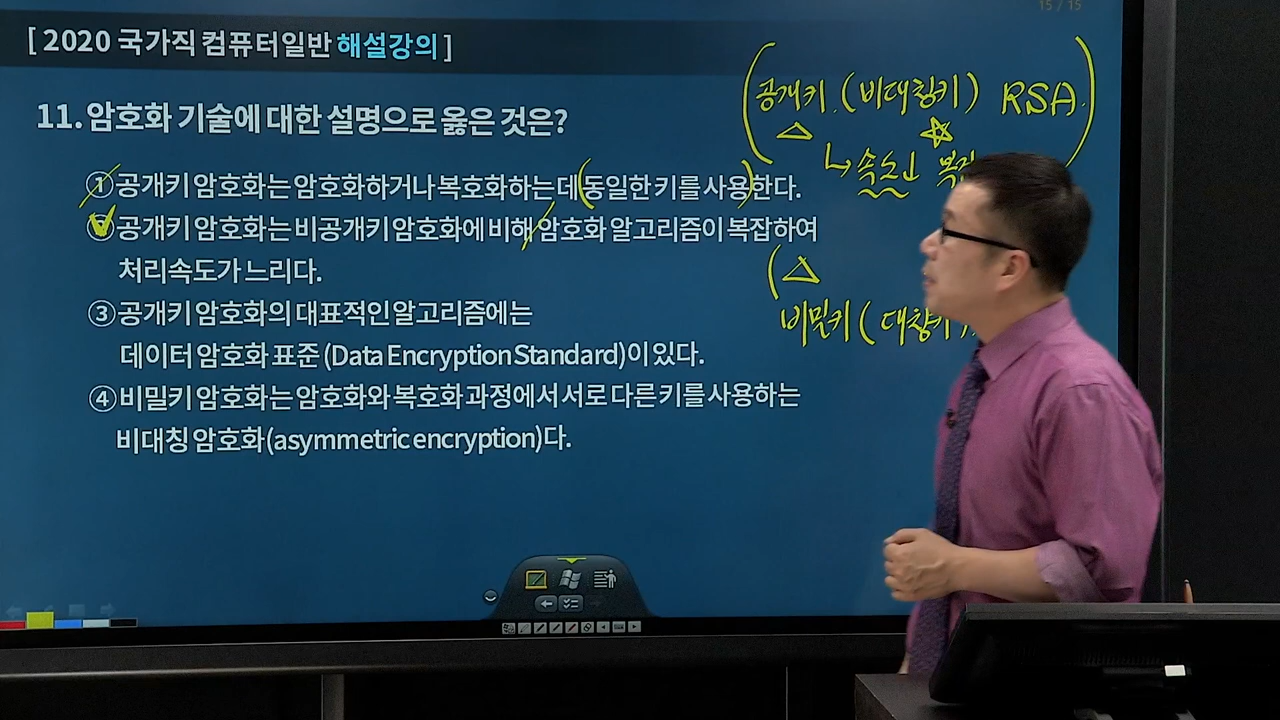 15 / 15
[ 2020 국가직 컴퓨터일반 해설강의 ]
공개키 (비대칭키) RSA
11. 암호화 기술에 대한 설명으로 옳은 것은?
↳ 속도↓
① 공개키 암호화는 암호화하거나 복호화하는데 동일한 키를 사용한다.
② 공개키 암호화는 비공개키 암호화에 비해 암호화 알고리즘이 복잡하여
처리속도가 느리다.
③ 공개키 암호화의 대표적인 알고리즘에는
비밀키 ( 대칭키
데이터 암호화 표준 (Data Encryption Standard)이 있다.
④ 비밀키 암호화는 암호화와 복호화 과정에서 서로 다른 키를 사용하는
비대칭 암호화(asymmetric encryption)다.